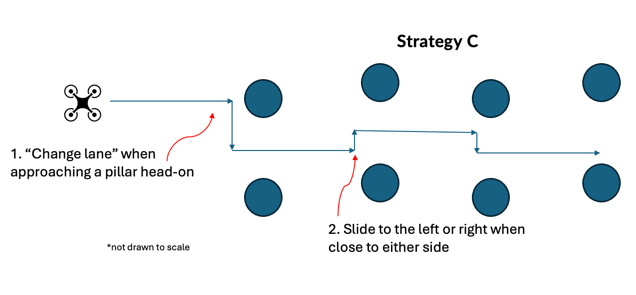 Strategy C
1. “Change lane” when
approaching a pillar head-on
2. Slide to the left or right when
close to either side
*not drawn to scale